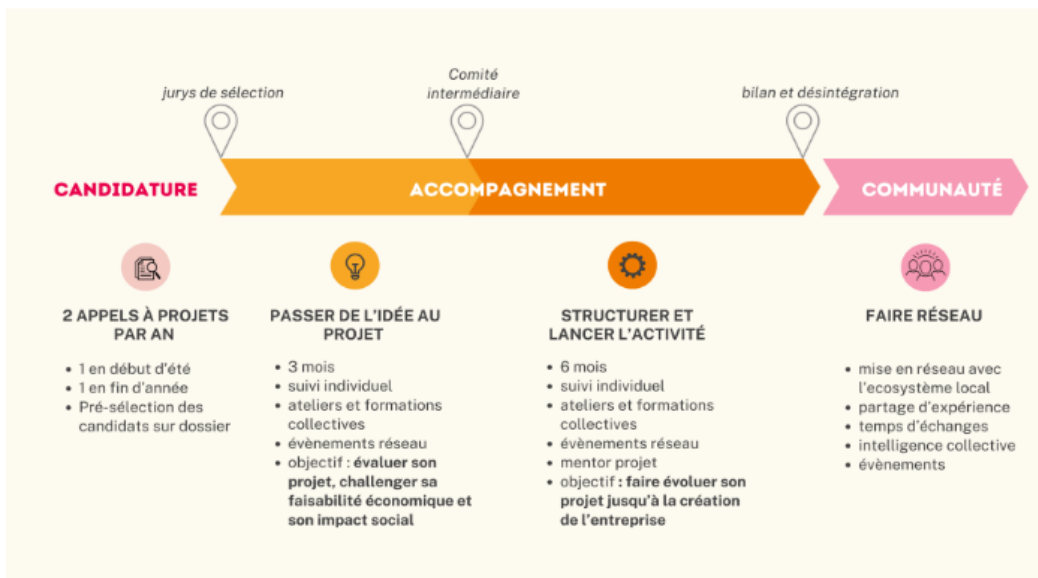 jurys de sélection
Comité
intermédiaire
bilan et désintégration
CANDIDATURE
ACCOMPAGNEMENT
COMMUNAUTÉ
2 APPELS À PROJETS
PAR AN
• 1 en début d'été
• 1 en fin d'année
• Pré-sélection des
candidats sur dossier
PASSER DE L'IDÉE AU
PROJET
• 3 mois
• suivi individuel
• ateliers et formations
collectives
• évènements réseau
• objectif : évaluer son
projet, challenger sa
faisabilité économique et
son impact social
STRUCTURER ET
LANCER L'ACTIVITÉ
• 6 mois
• suivi individuel
• ateliers et formations
collectives
• évènements réseau
• mentor projet
• objectif : faire évoluer son
projet jusqu'à la création
de l'entreprise
FAIRE RÉSEAU
• mise en réseau avec
l'ecosystème local
• partage d'expérience
• temps d'échanges
• intelligence collective
• évènements